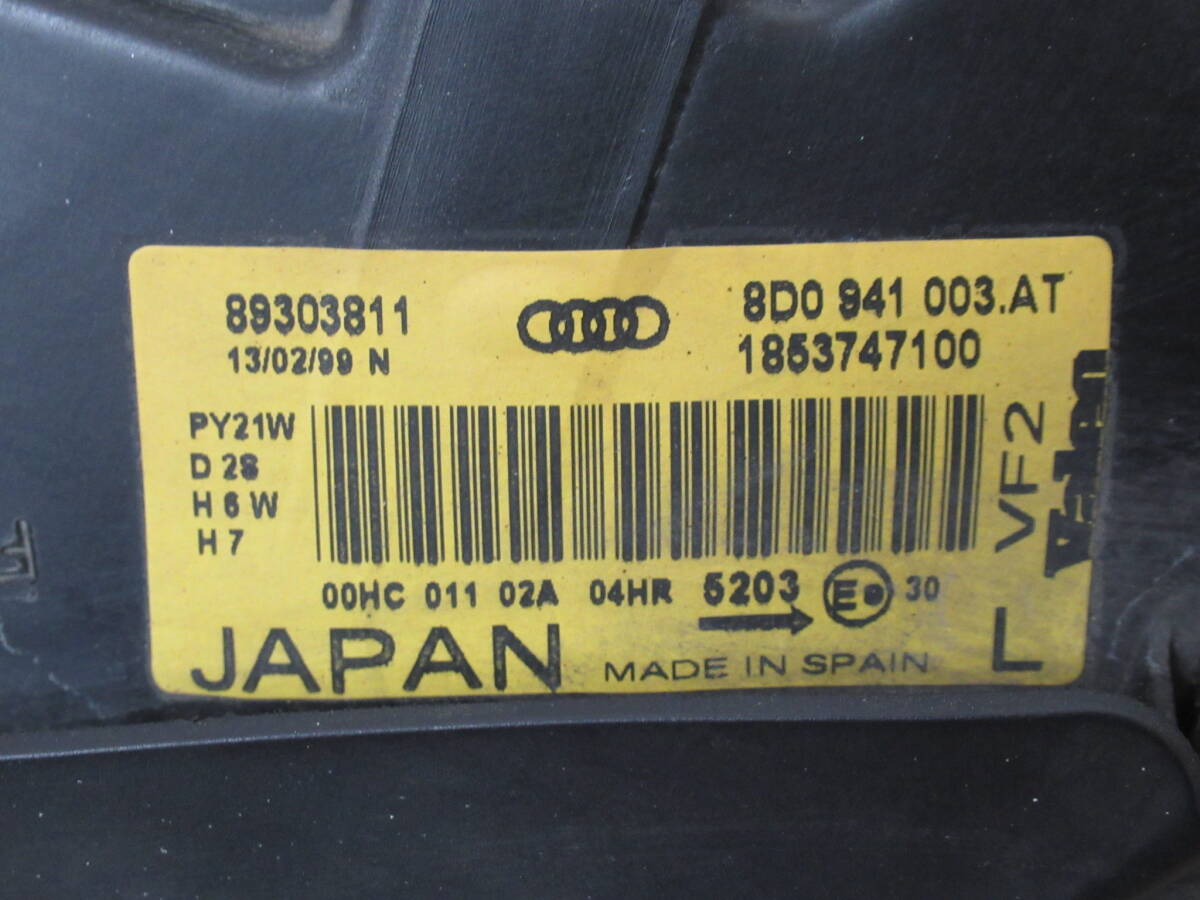 89303811
13/02/99 N
8D0 941 003.AT
1853747100
PY21W
D 2S
H 6 W
H 7
VF2
Valeo
00HC 011 02A 04HR 5203 E9 30
JAPAN MADE IN SPAIN L